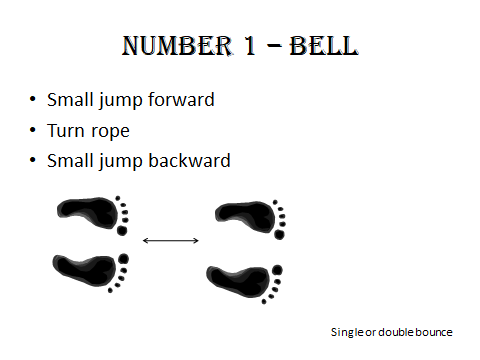 NUMBER 1 – BELL
• Small jump forward
• Turn rope
• Small jump backward
Single or double bounce